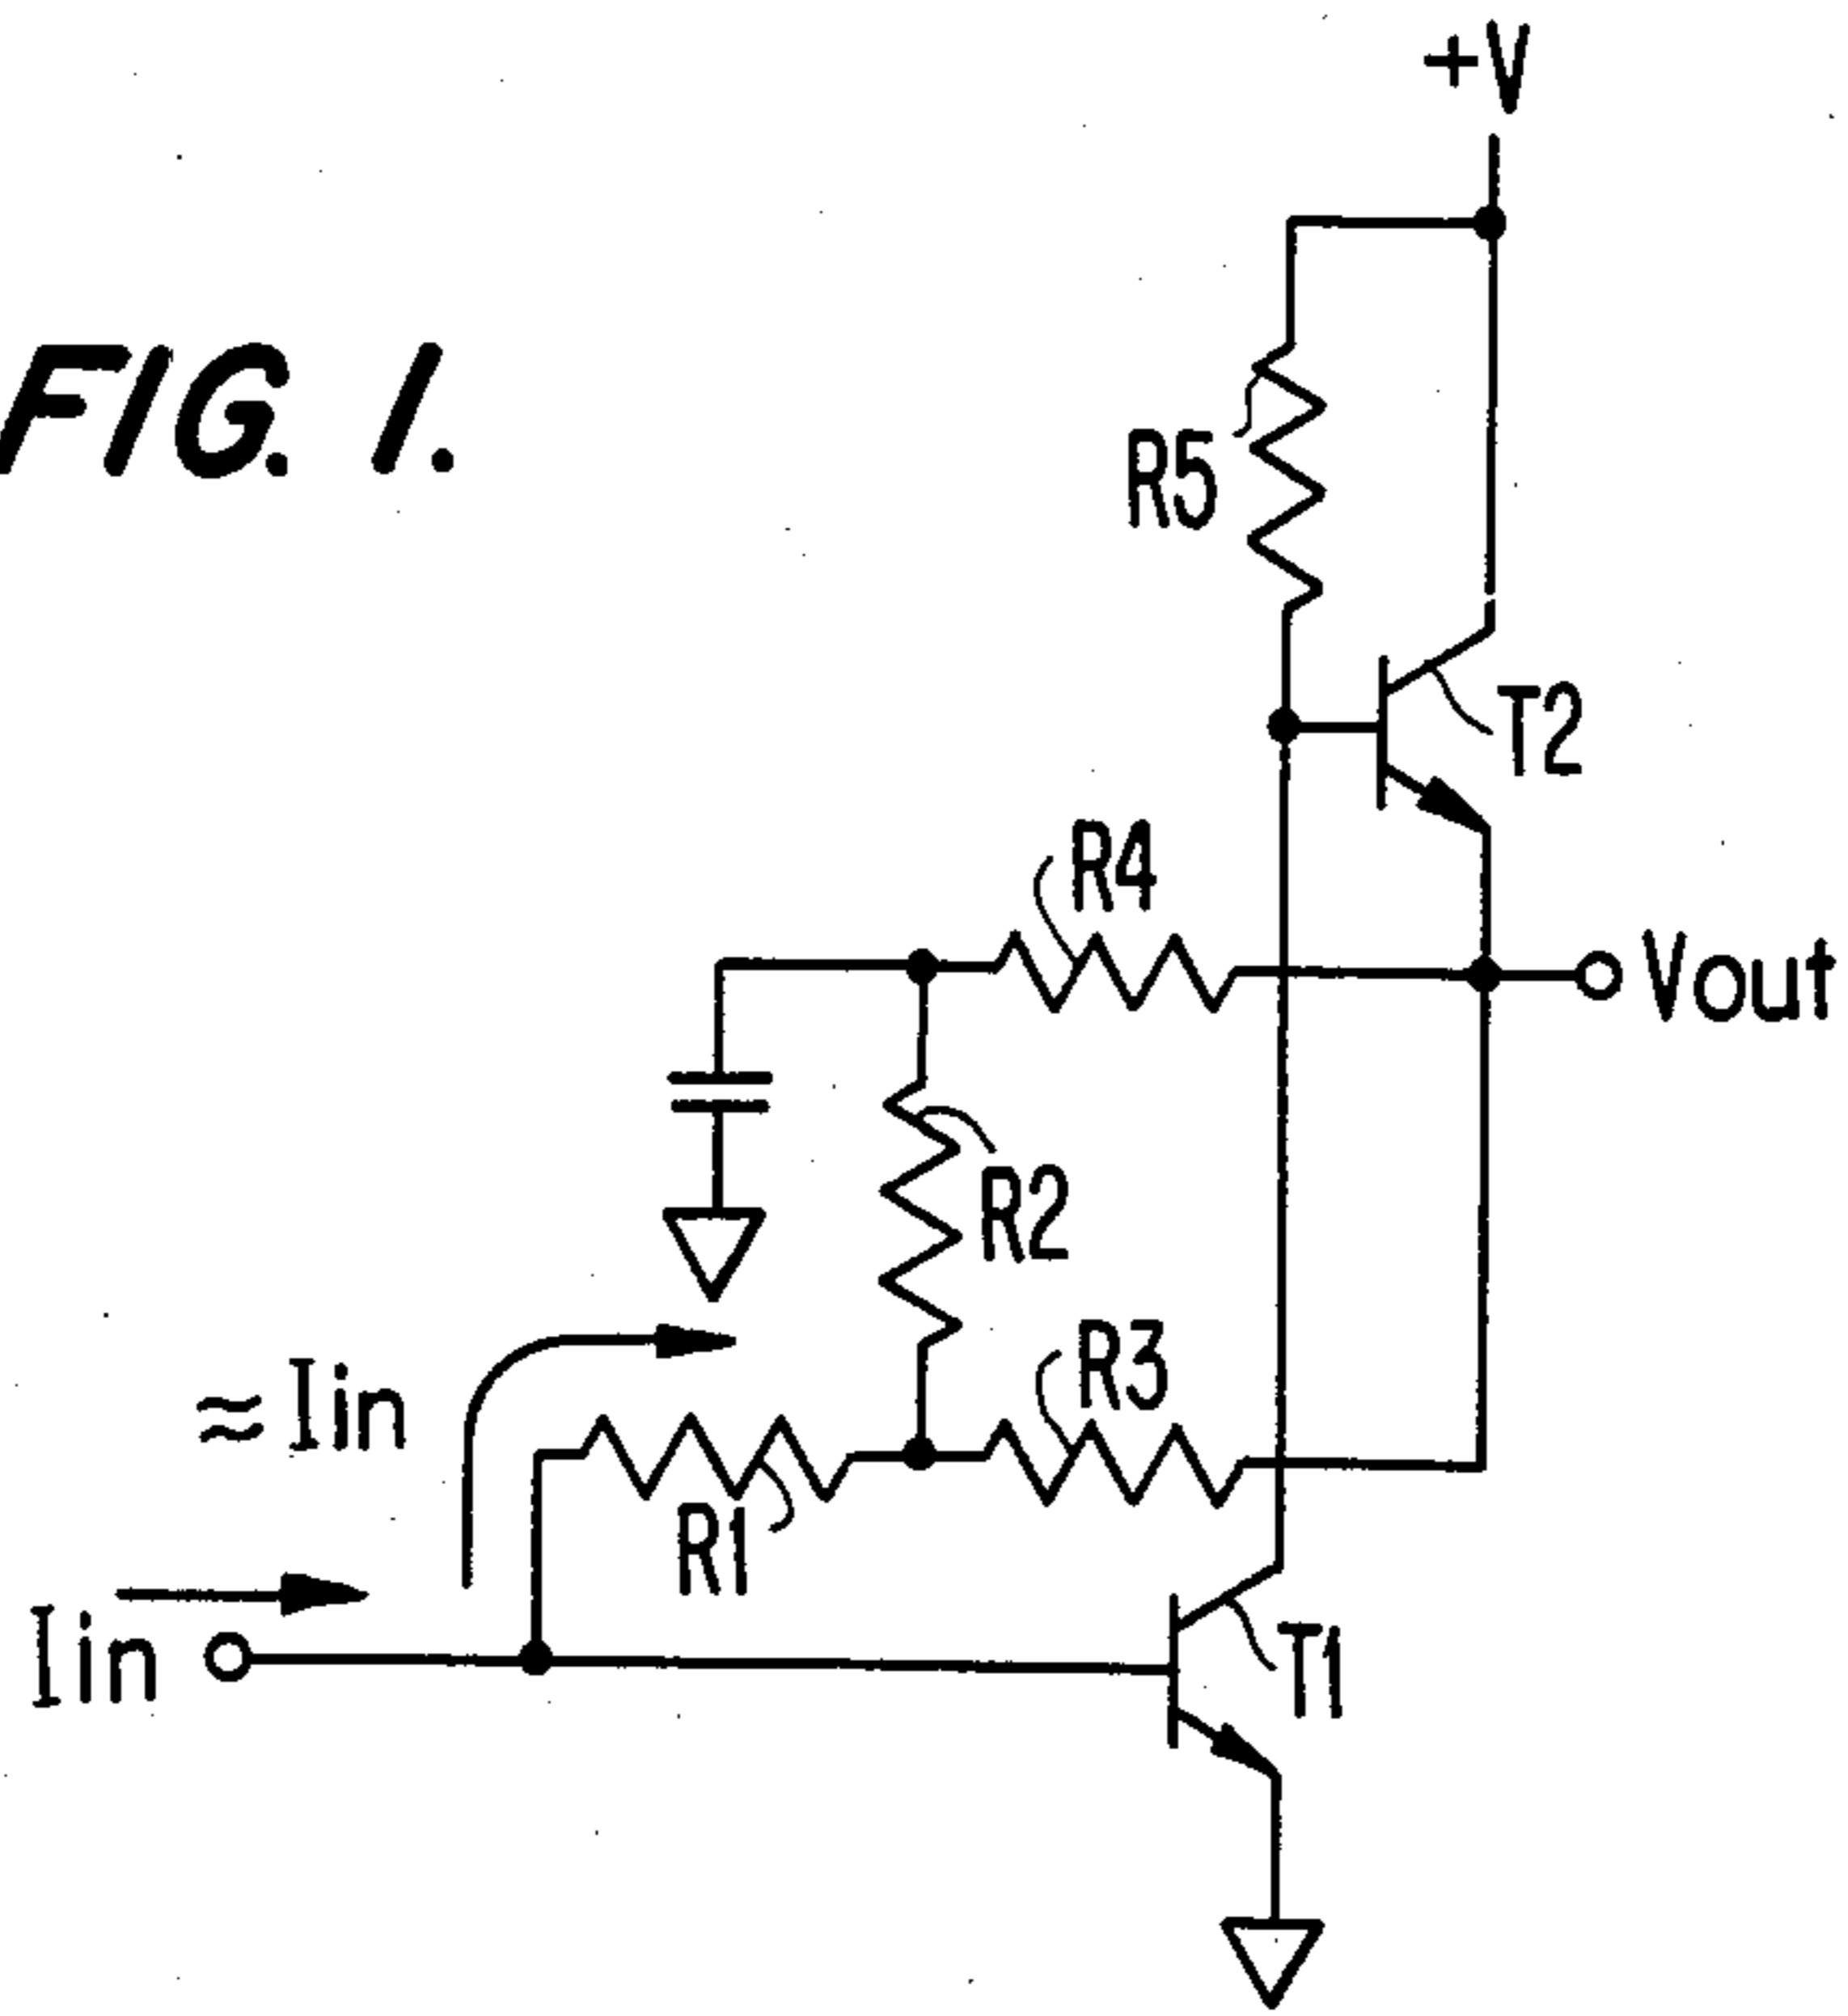 +V
FIG. 1.
R5
T2
R4
Vout
R2
R3
≈ Iin
R1
Iin
T1